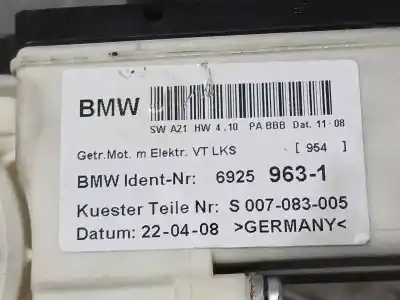 BMW
SW A21 HW 4.10 PA BBB Dat. 11-08
Getr.Mot. m Elektr. VT LKS [ 954 ]
BMW Ident-Nr: 6925 963-1
Kuester Teile Nr: S 007-083-005
Datum: 22-04-08 >GERMANY<